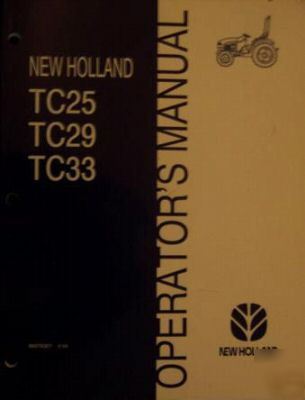 NEW HOLLAND
TC25
TC29
TC33
OPERATOR'S MANUAL
NEW HOLLAND